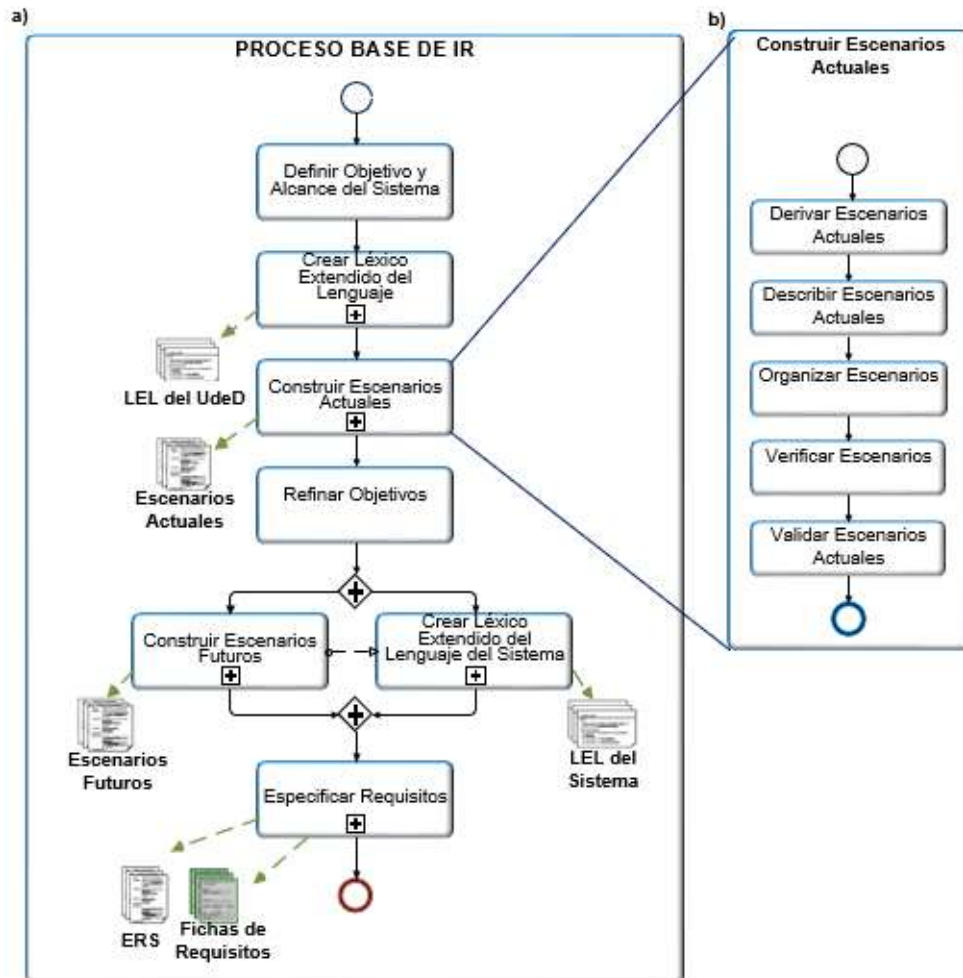 a)
PROCESO BASE DE IR
Definir Objetivo y
Alcance del Sistema
Crear Léxico
Extendido del
Lenguaje
LEL del UdeD
Construir Escenarios
Actuales
Escenarios
Actuales
Refinar Objetivos
Construir Escenarios
Futuros
Crear Léxico
Extendido del
Lenguaje del Sistema
Escenarios
Futuros
LEL del
Sistema
Especificar Requisitos
ERS
Fichas de
Requisitos
b)
Construir Escenarios
Actuales
Derivar Escenarios
Actuales
Describir Escenarios
Actuales
Organizar Escenarios
Verificar Escenarios
Validar Escenarios
Actuales